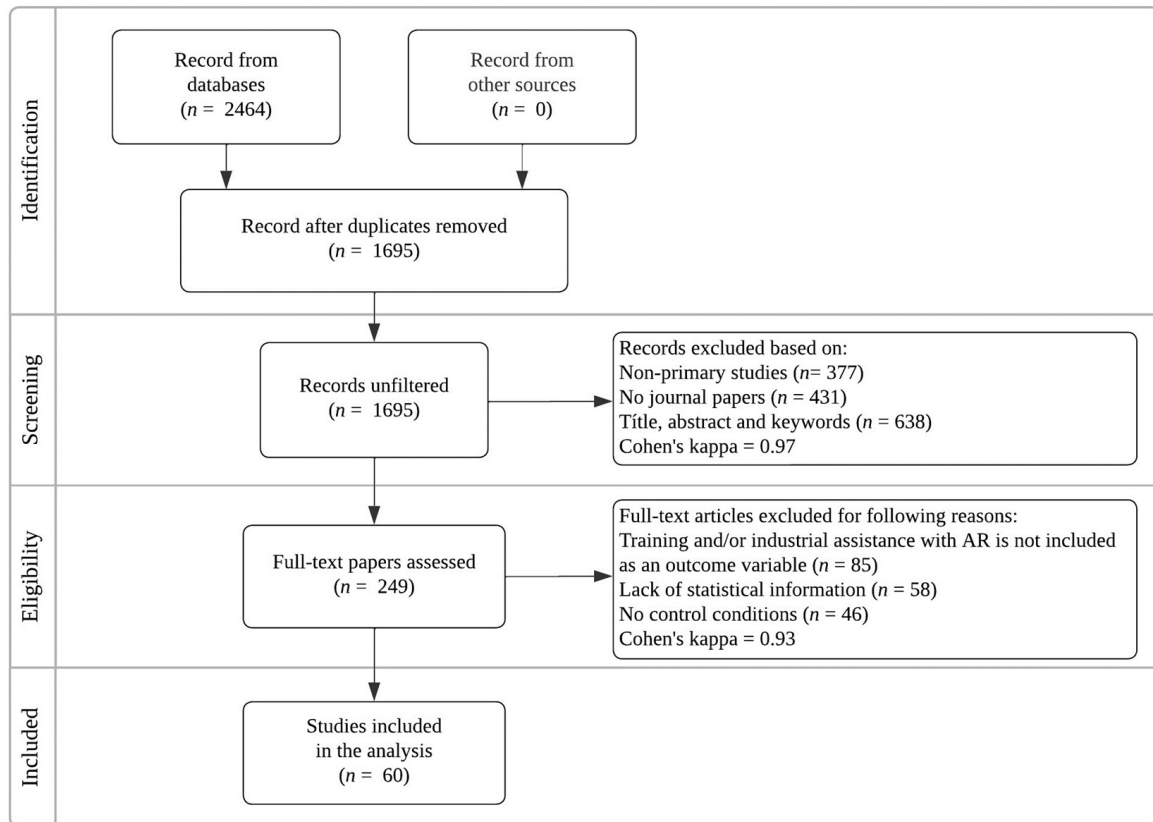 Identification
Record from
databases
(n = 2464)
Record from
other sources
(n = 0)
Record after duplicates removed
(n = 1695)
Screening
Records unfiltered
(n = 1695)
Records excluded based on:
Non-primary studies (n= 377)
No journal papers (n = 431)
Títle, abstract and keywords (n = 638)
Cohen's kappa = 0.97
Eligibility
Full-text papers assessed
(n = 249)
Full-text articles excluded for following reasons:
Training and/or industrial assistance with AR is not included
as an outcome variable (n = 85)
Lack of statistical information (n = 58)
No control conditions (n = 46)
Cohen's kappa = 0.93
Included
Studies included
in the analysis
(n = 60)